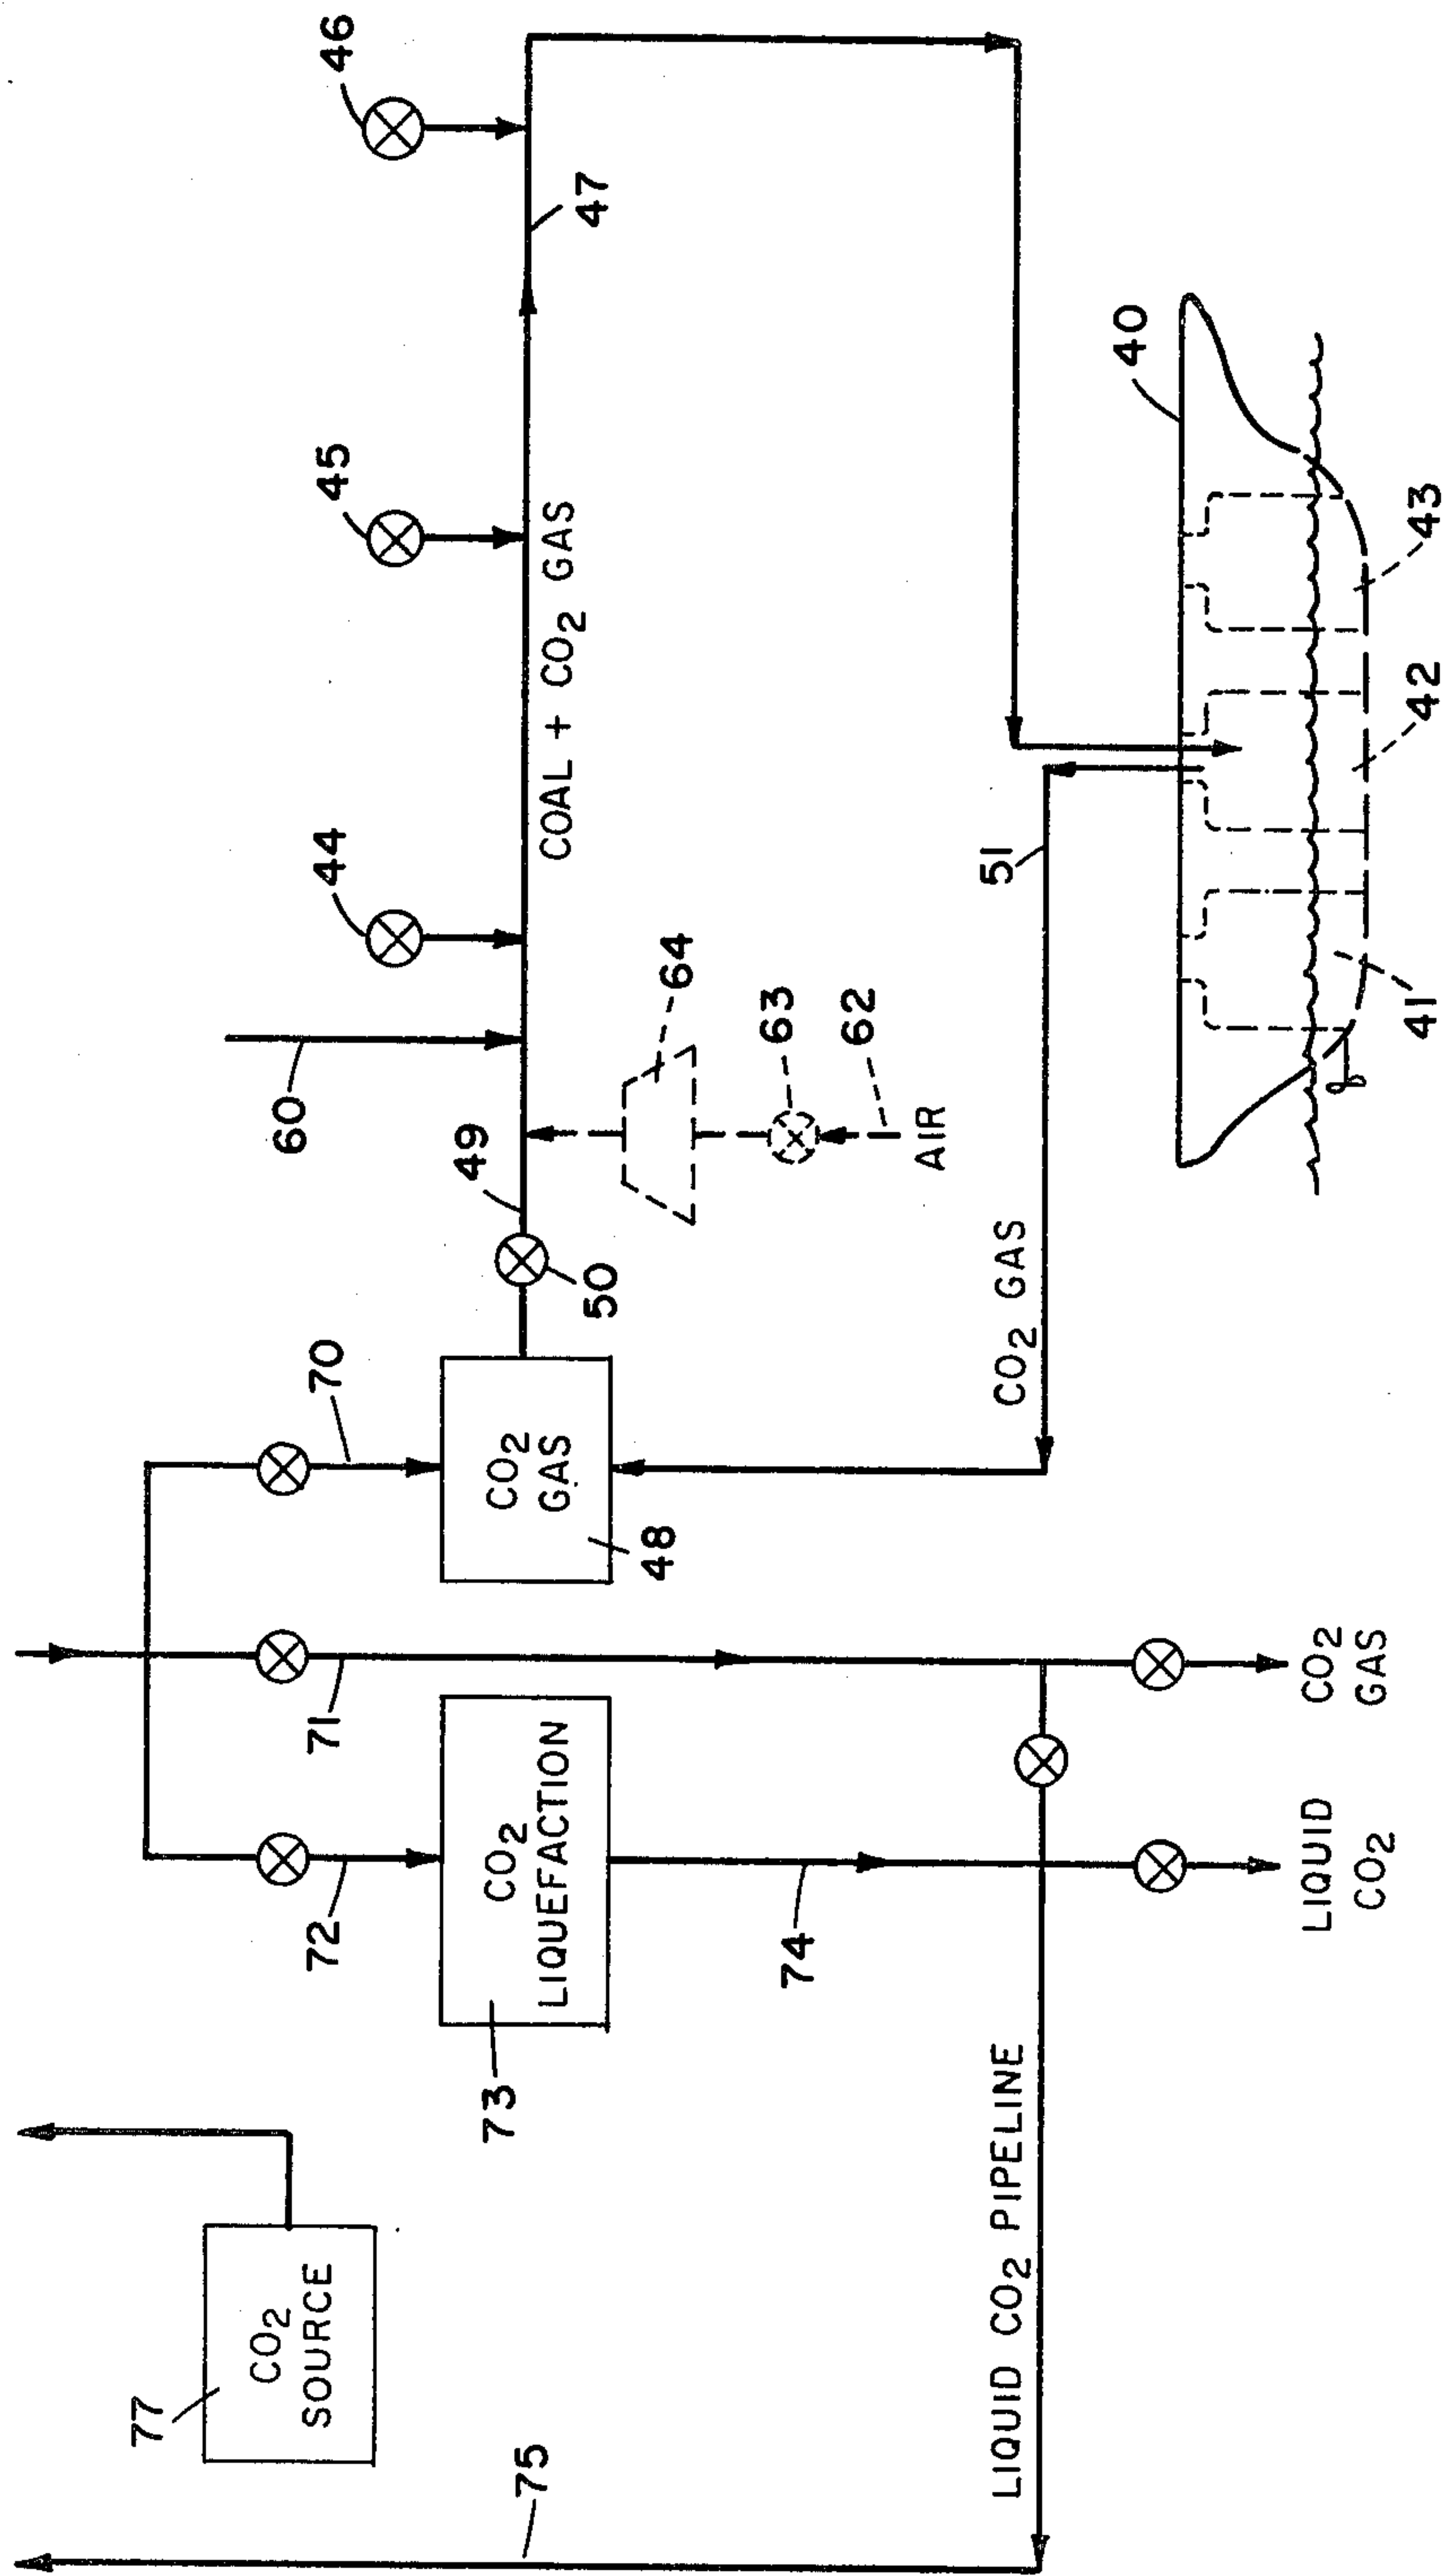 77
CO₂
SOURCE
75
72
71
70
60
44
45
46
73
CO₂
LIQUEFACTION
CO₂
GAS
48
50
49
COAL + CO₂ GAS
47
64
74
63
62
AIR
LIQUID CO₂ PIPELINE
CO₂ GAS
51
40
LIQUID
CO₂
CO₂
GAS
41
42
43